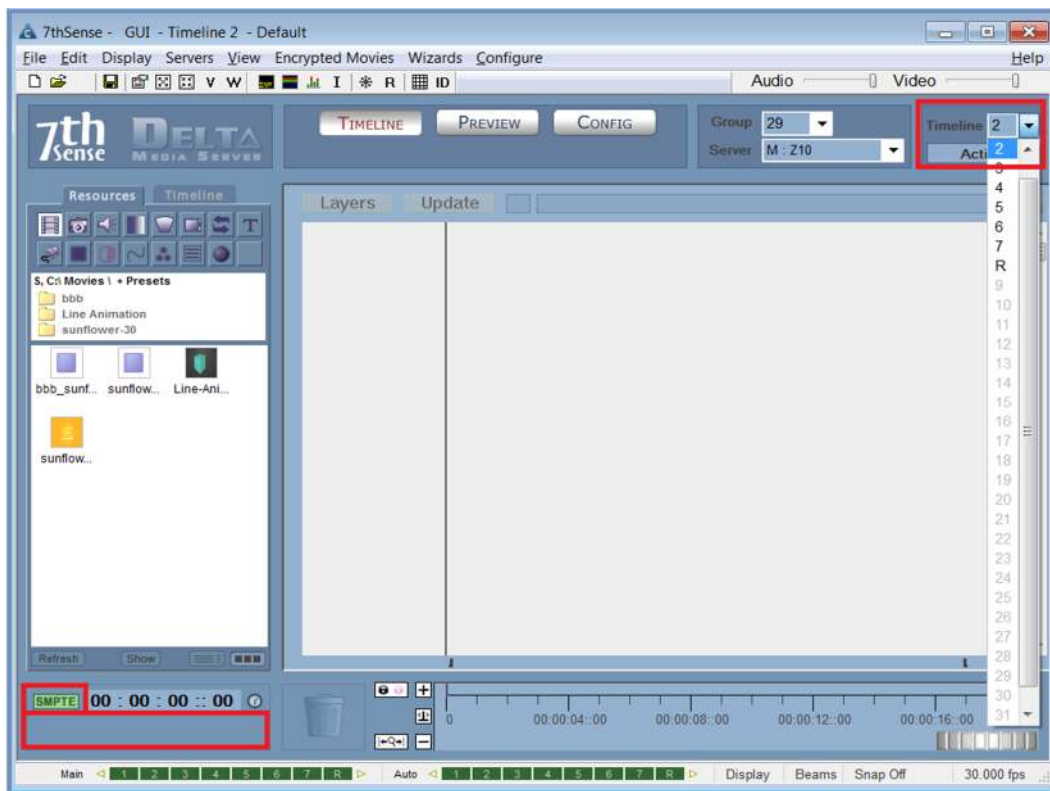 7thSense - GUI - Timeline 2 - Default
File Edit Display Servers View Encrypted Movies Wizards Configure Help
V W I R ID Audio Video
7th Sense DELTA MEDIA SERVER
TIMELINE PREVIEW CONFIG
Group 29
Server M : Z10
Timeline 2
Resources Timeline
T
Layers Update
S, C:\ Movies \ + Presets
bbb
Line Animation
sunflower-30
bbb_sunf... sunflow... Line-Ani...
sunflow...
2
3
4
5
6
7
R
9
10
11
12
13
14
15
16
17
18
19
20
21
22
23
24
25
26
27
28
29
30
31
Refresh Show
SMPTE 00 : 00 : 00 :: 00
0 00:00:04::00 00:00:08::00 00:00:12::00 00:00:16::00
Main 1 2 3 4 5 6 7 R Auto 1 2 3 4 5 6 7 R Display Beams Snap Off 30.000 fps